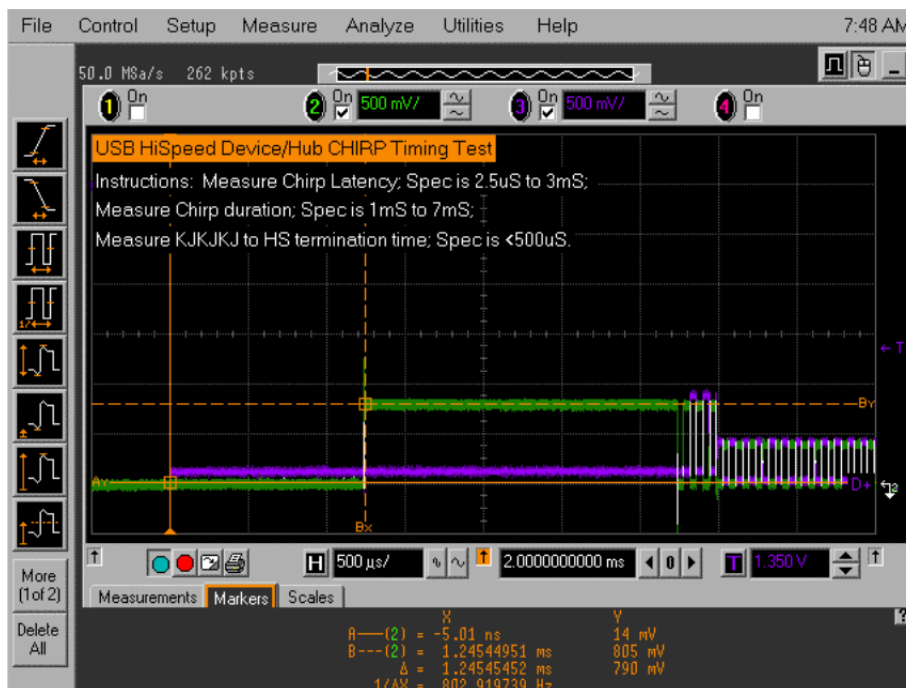 File Control Setup Measure Analyze Utilities Help 7:48 AM
50.0 MSa/s 262 kpts
1 On 2 On 500 mV/ 3 On 500 mV/ 4 On
USB HiSpeed Device/Hub CHIRP Timing Test
Instructions: Measure Chirp Latency; Spec is 2.5uS to 3mS;
Measure Chirp duration; Spec is 1mS to 7mS;
Measure KJKJKJ to HS termination time; Spec is <500uS.
T
By
Ay D+ 2
Bx
H 500 µs/ 2.0000000000 ms 0 T 1.350 V
More
(1 of 2)
Delete
All
Measurements Markers Scales
?
X Y
A——(2) = -5.01 ns 14 mV
B---(2) = 1.24544951 ms 805 mV
Δ = 1.24545452 ms 790 mV
1/ΔX = 802.919739 Hz